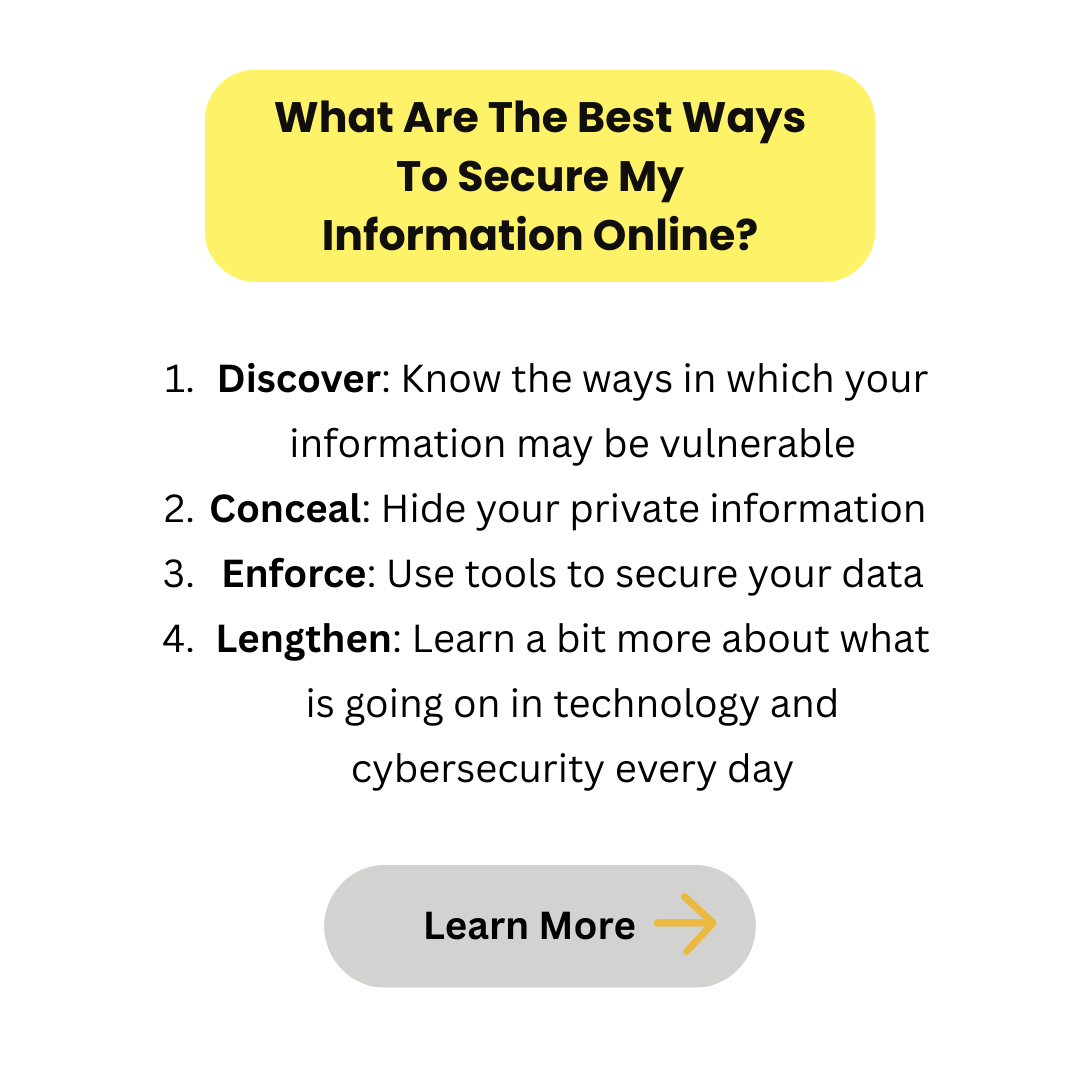 What Are The Best Ways
To Secure My
Information Online?
1. Discover: Know the ways in which your
information may be vulnerable
2. Conceal: Hide your private information
3. Enforce: Use tools to secure your data
4. Lengthen: Learn a bit more about what
is going on in technology and
cybersecurity every day
Learn More